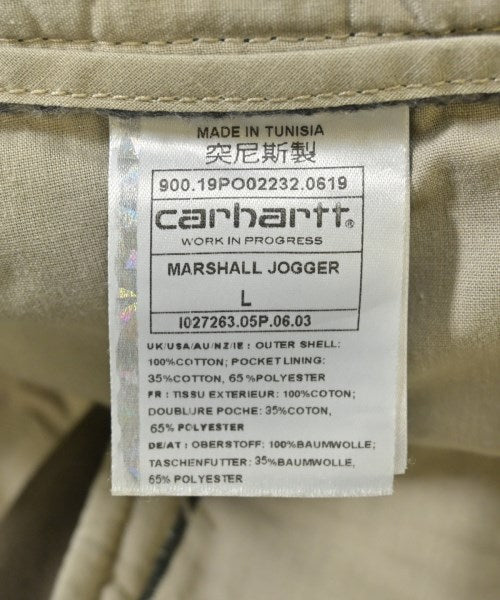 MADE IN TUNISIA
突尼斯製
900.19PO02232.0619
carhartt®
WORK IN PROGRESS
MARSHALL JOGGER
L
I027263.05P.06.03
UK/USA/AU/NZ/IE: OUTER SHELL:
100%COTTON; POCKET LINING:
35%COTTON, 65%POLYESTER
FR: TISSU EXTERIEUR: 100%COTON;
DOUBLURE POCHE: 35%COTON,
65% POLYESTER
DE/AT: OBERSTOFF: 100%BAUMWOLLE;
TASCHENFUTTER: 35%BAUMWOLLE,
65% POLYESTER